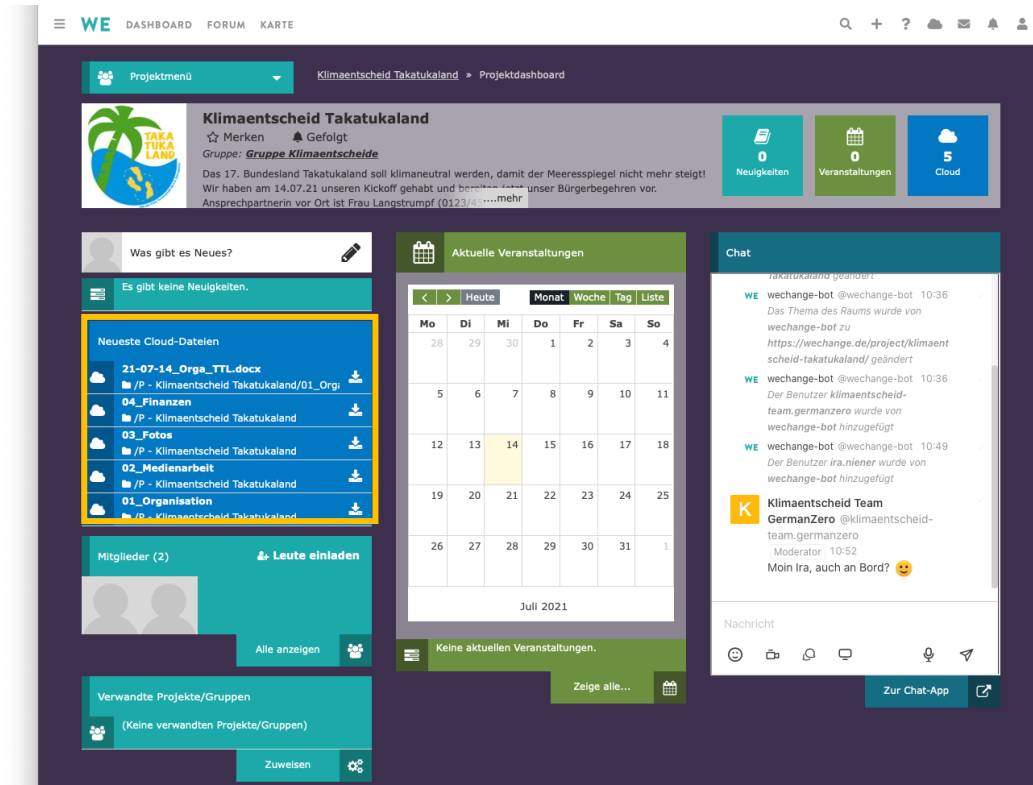 WE DASHBOARD FORUM KARTE
Projektmenü
Klimaentscheid Takatukaland » Projektdashboard
TAKA
TUKA
LAND
Klimaentscheid Takatukaland
Merken Gefolgt
Gruppe: Gruppe Klimaentscheide
Das 17. Bundesland Takatukaland soll klimaneutral werden, damit der Meeresspiegel nicht mehr steigt!
Wir haben am 14.07.21 unseren Kickoff gehabt und bereiten jetzt unser Bürgerbegehren vor.
Ansprechpartnerin vor Ort ist Frau Langstrumpf (0123/45
....mehr
0
Neuigkeiten
0
Veranstaltungen
5
Cloud
Was gibt es Neues?
Es gibt keine Neuigkeiten.
Neueste Cloud-Dateien
21-07-14_Orga_TTL.docx
/P - Klimaentscheid Takatukaland/01_Orga
04_Finanzen
/P - Klimaentscheid Takatukaland
03_Fotos
/P - Klimaentscheid Takatukaland
02_Medienarbeit
/P - Klimaentscheid Takatukaland
01_Organisation
/P - Klimaentscheid Takatukaland
Mitglieder (2) Leute einladen
Alle anzeigen
Verwandte Projekte/Gruppen
(Keine verwandten Projekte/Gruppen)
Zuweisen
Aktuelle Veranstaltungen
Heute Monat Woche Tag Liste
Mo Di Mi Do Fr Sa So
28 29 30 1 2 3 4
5 6 7 8 9 10 11
12 13 14 15 16 17 18
19 20 21 22 23 24 25
26 27 28 29 30 31 1
Juli 2021
Keine aktuellen Veranstaltungen.
Zeige alle...
Chat
Takatukaland geändert
WE wechange-bot @wechange-bot 10:36
Das Thema des Raums wurde von
wechange-bot zu
https://wechange.de/project/klimaent
scheid-takatukaland/ geändert
WE wechange-bot @wechange-bot 10:36
Der Benutzer klimaentscheid-
team.germanzero wurde von
wechange-bot hinzugefügt
WE wechange-bot @wechange-bot 10:49
Der Benutzer ira.niener wurde von
wechange-bot hinzugefügt
K
Klimaentscheid Team
GermanZero @klimaentscheid-
team.germanzero
Moderator 10:52
Moin Ira, auch an Bord?
Nachricht
Zur Chat-App